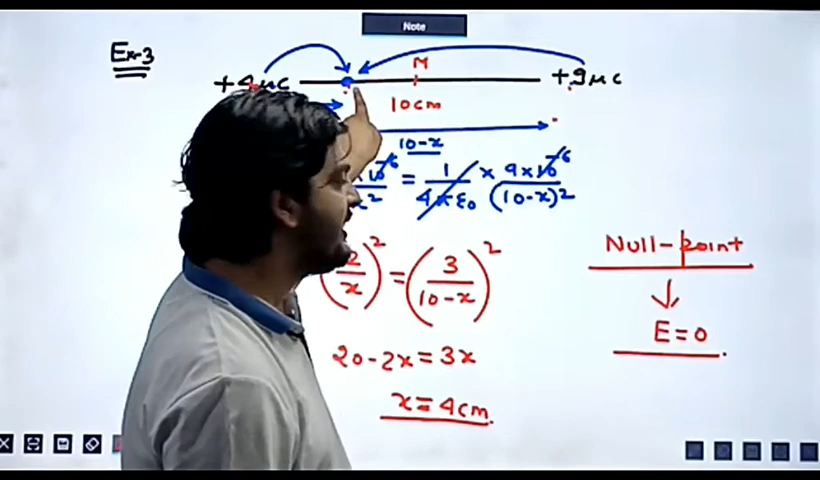 Note
Ex-3
M
+4μc
+9μc
10cm
10-x
= 1/4πε0 × 9×10^-6/(10-x)²
(2/x)² = (3/10-x)²
Null-point
↓
E=0
20-2x=3x
x=4cm